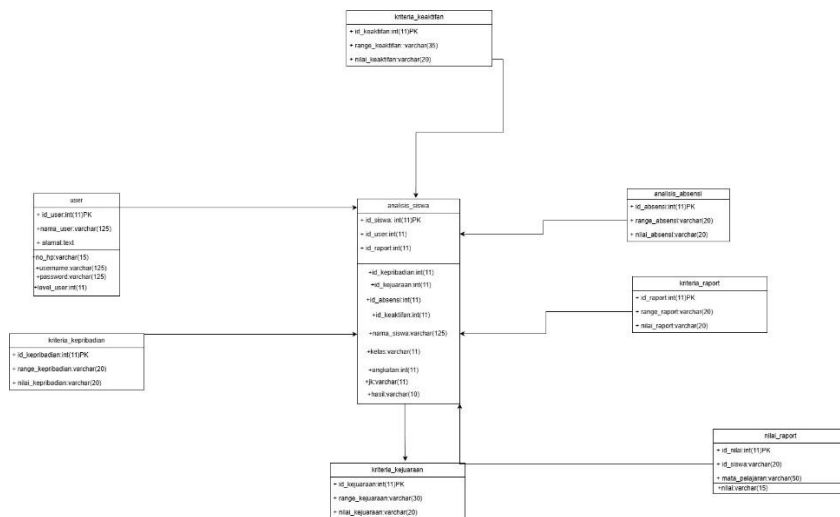 kriteria_keaktifan
+ id_keaktifan:int(11)PK
+ range_keaktifan::varchar(35)
+ nilai_keaktifan:varchar(20)
user
+ id_user:int(11)PK
+nama_user:varchar(125)
+ alamat:text
+no_hp:varchar(15)
+username:varchar(125)
+password:varchar(125)
+level_user:int(11)
analisis_siswa
+ id_siswa: int(11)PK
+ id_user:int(11)
+ id_raport:int(11)
+id_kepribadian:int(11)
+id_kejuaraan:int(11)
+id_absensi:int(11)
+id_keaktifan:int(11)
+nama_siswa:varchar(125)
+kelas:varchar(11)
+angkatan:int(11)
+jk:varchar(11)
+hasil:varchar(10)
analisis_absensi
+ id_absensi:int(11)PK
+ range_absensi:varchar(20)
+ nilai_absensi:varchar(20)
kriteria_raport
+ id_raport:int(11)PK
+ range_raport:varchar(20)
+ nilai_raport:varchar(20)
kriteria_kepribadian
+ id_kepribadian:int(11)PK
+ range_kepribadian:varchar(20)
+ nilai_kepribadian:varchar(20)
kriteria_kejuaraan
+ id_kejuaraan:int(11)PK
+ range_kejuaraan:varchar(30)
+ nilai_kejuaraan:varchar(20)
nilai_raport
+ id_nilai:int(11)PK
+ id_siswa:varchar(20)
+ mata_pelajaran:varchar(50)
+nilai:varchar(15)